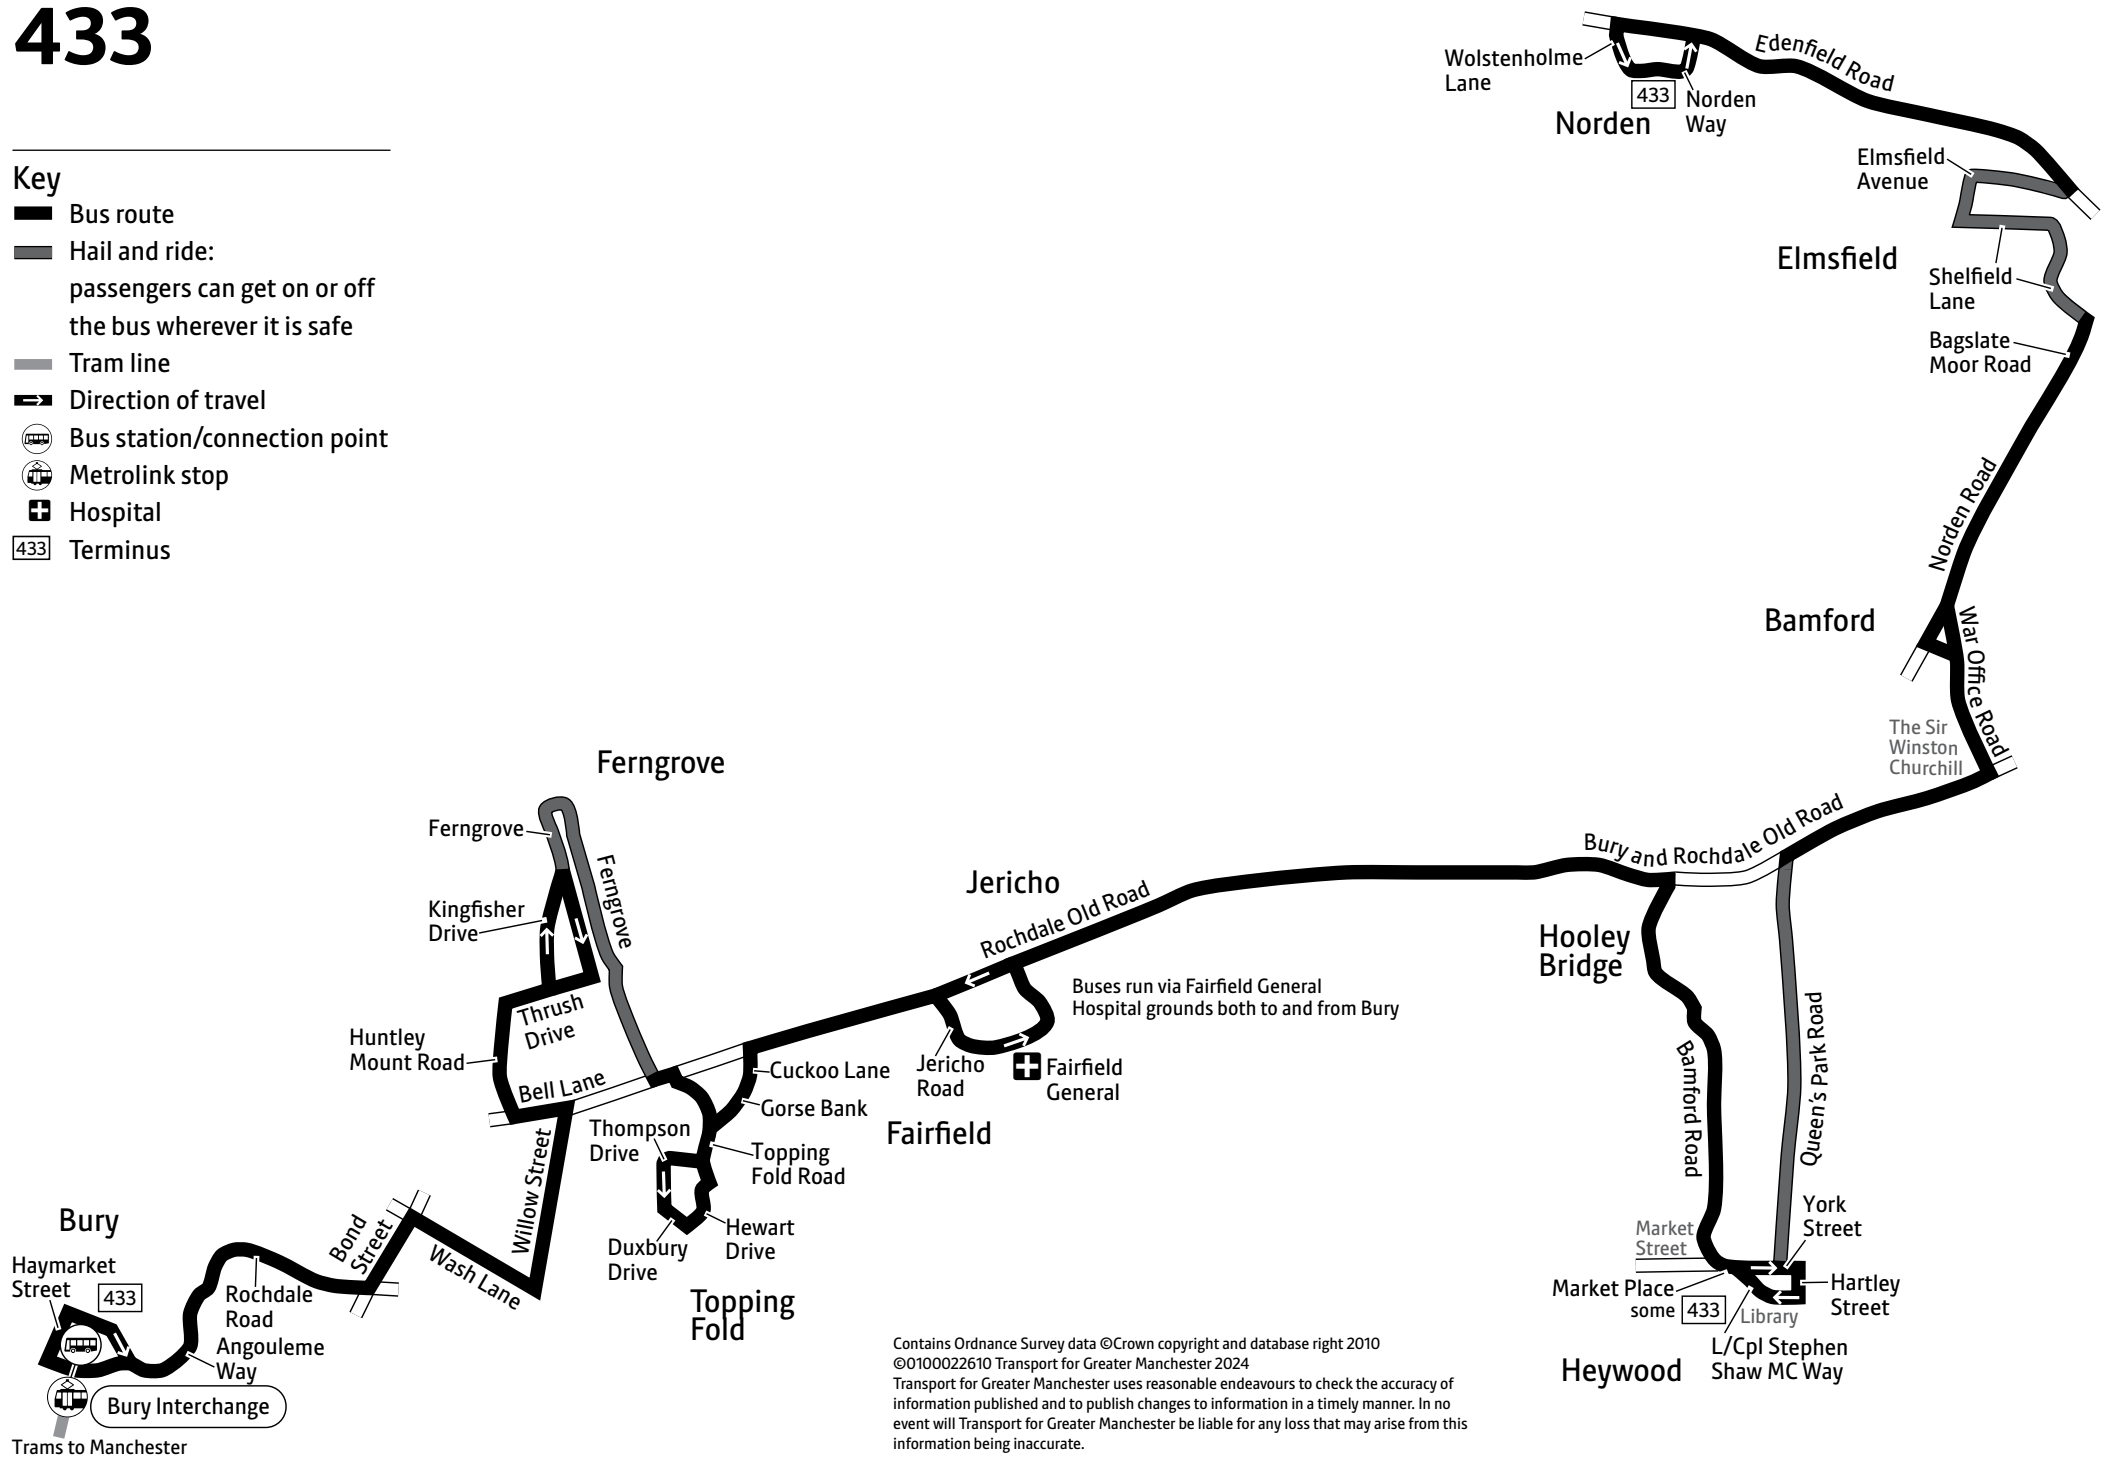 433
Key
Bus route
Hail and ride:
passengers can get on or off
the bus wherever it is safe
Tram line
Direction of travel
Bus station/connection point
Metrolink stop
Hospital
433 Terminus
Wolstenholme
Lane
433
Norden
Way
Norden
Edenfield Road
Elmsfield
Avenue
Elmsfield
Shelfield
Lane
Bagslate
Moor Road
Norden Road
Bamford
War Office Road
The Sir
Winston
Churchill
Bury and Rochdale Old Road
Hooley
Bridge
Bamford Road
Queen's Park Road
York
Street
Market
Street
Market Place
some 433
Hartley
Street
Library
L/Cpl Stephen
Shaw MC Way
Heywood
Jericho
Rochdale Old Road
Buses run via Fairfield General
Hospital grounds both to and from Bury
Jericho
Road
Fairfield
General
Fairfield
Ferngrove
Ferngrove
Ferngrove
Kingfisher
Drive
Thrush
Drive
Huntley
Mount Road
Bell Lane
Cuckoo Lane
Gorse Bank
Thompson
Drive
Topping
Fold Road
Hewart
Drive
Duxbury
Drive
Topping
Fold
Willow Street
Wash Lane
Bond
Street
Bury
Haymarket
Street
433
Rochdale
Road
Angouleme
Way
Bury Interchange
Trams to Manchester
Contains Ordnance Survey data ©Crown copyright and database right 2010
©0100022610 Transport for Greater Manchester 2024
Transport for Greater Manchester uses reasonable endeavours to check the accuracy of
information published and to publish changes to information in a timely manner. In no
event will Transport for Greater Manchester be liable for any loss that may arise from this
information being inaccurate.